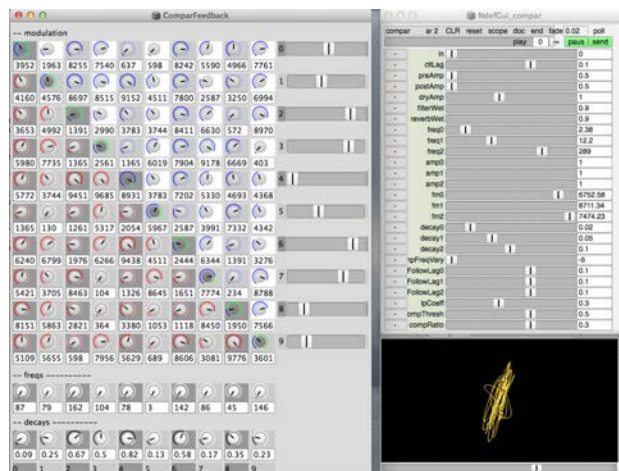 ComparFeedback
-- modulation
3952 1963 8255 7540 637 598 8242 5590 4966 7761
0
4160 4576 8697 8515 9152 4511 7800 2587 3250 6994
1
3653 4992 1391 2990 3783 3744 8411 6630 572 8970
2
5980 7735 1365 2561 1365 6019 7904 9178 6669 403
3
5772 3744 9451 9685 8931 3783 7202 5330 4693 4368
4
1365 130 1261 5317 2054 5967 2587 3991 7332 4342
5
6240 6799 1976 6266 9438 4511 2444 6344 1391 3276
6
5421 3705 8463 104 1326 8645 1651 7774 234 8788
7
8151 5863 2821 364 3380 1053 1118 8450 1950 7566
8
5109 5655 598 7956 5629 689 8606 3081 9776 3601
9
-- freqs ----------
87 79 162 104 78 3 142 86 45 146
-- decays ----------
0.09 0.25 0.67 0.5 0.82 0.13 0.58 0.17 0.35 0.23
0 1 2 3 4 5 6 7 8 9
NdefGui_compar
compar ar 2 CLR reset scope doc end fade 0.02 poll
play 0 paus send
in 0
ctlLag 0.1
preAmp 0.5
postAmp 0.5
dryAmp 1
filterWet 0.9
reverbWet 0.9
freq0 2.38
freq1 12.2
freq2 289
amp0 1
amp1 1
amp2 1
fm0 6752.58
fm1 8711.34
fm2 7474.23
decay0 0.02
decay1 0.05
decay2 0.1
npFreqVery -5
FollowLag0 0.1
FollowLag1 0.1
FollowLag2 0.1
lpCoeff 0.3
compThresh 0.5
compRatio 0.3